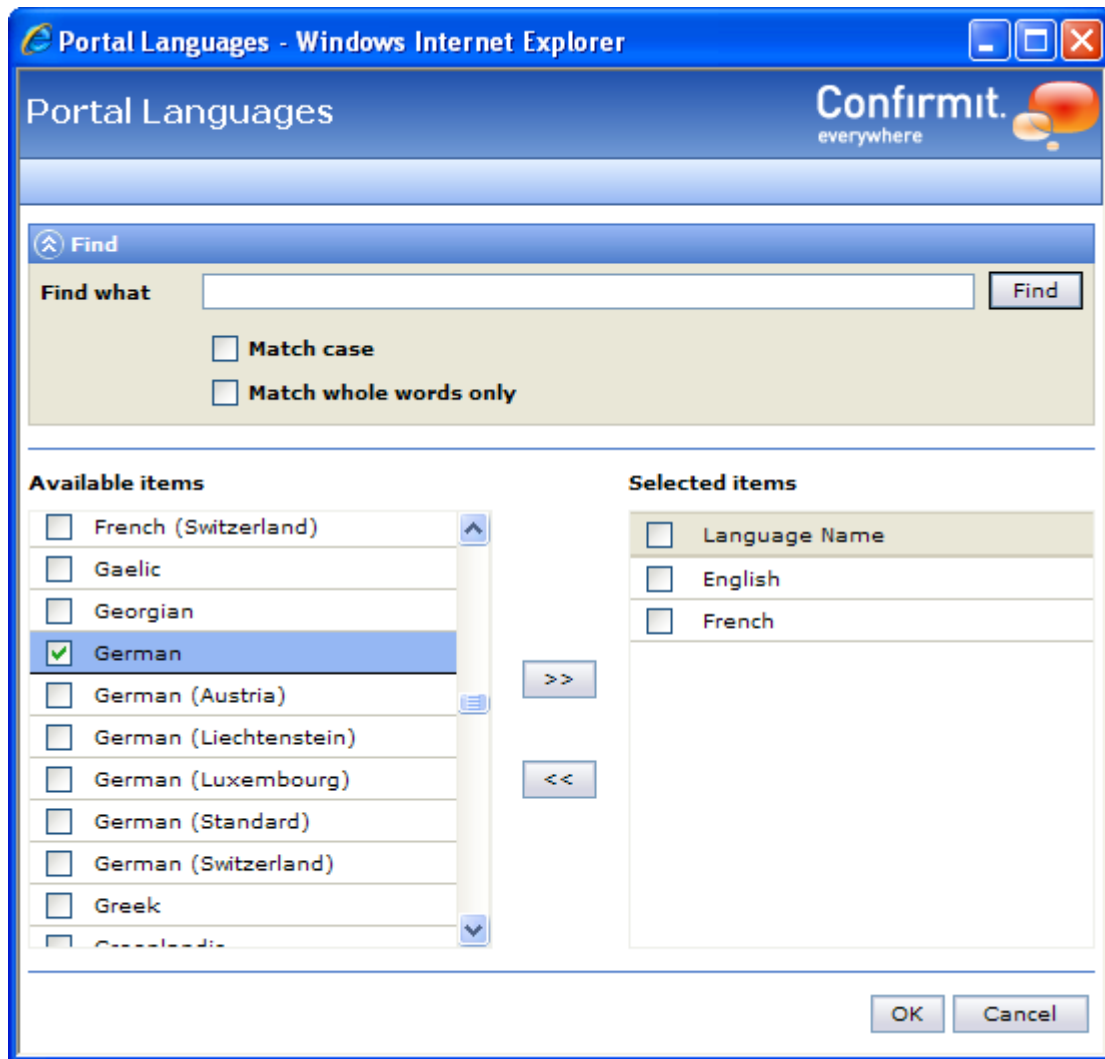 Portal Languages - Windows Internet Explorer
Portal Languages
Confirmit.
everywhere
Find
Find what
Find
Match case
Match whole words only
Available items
French (Switzerland)
Gaelic
Georgian
German
German (Austria)
German (Liechtenstein)
German (Luxembourg)
German (Standard)
German (Switzerland)
Greek
>>
<<
Selected items
Language Name
English
French
OK
Cancel